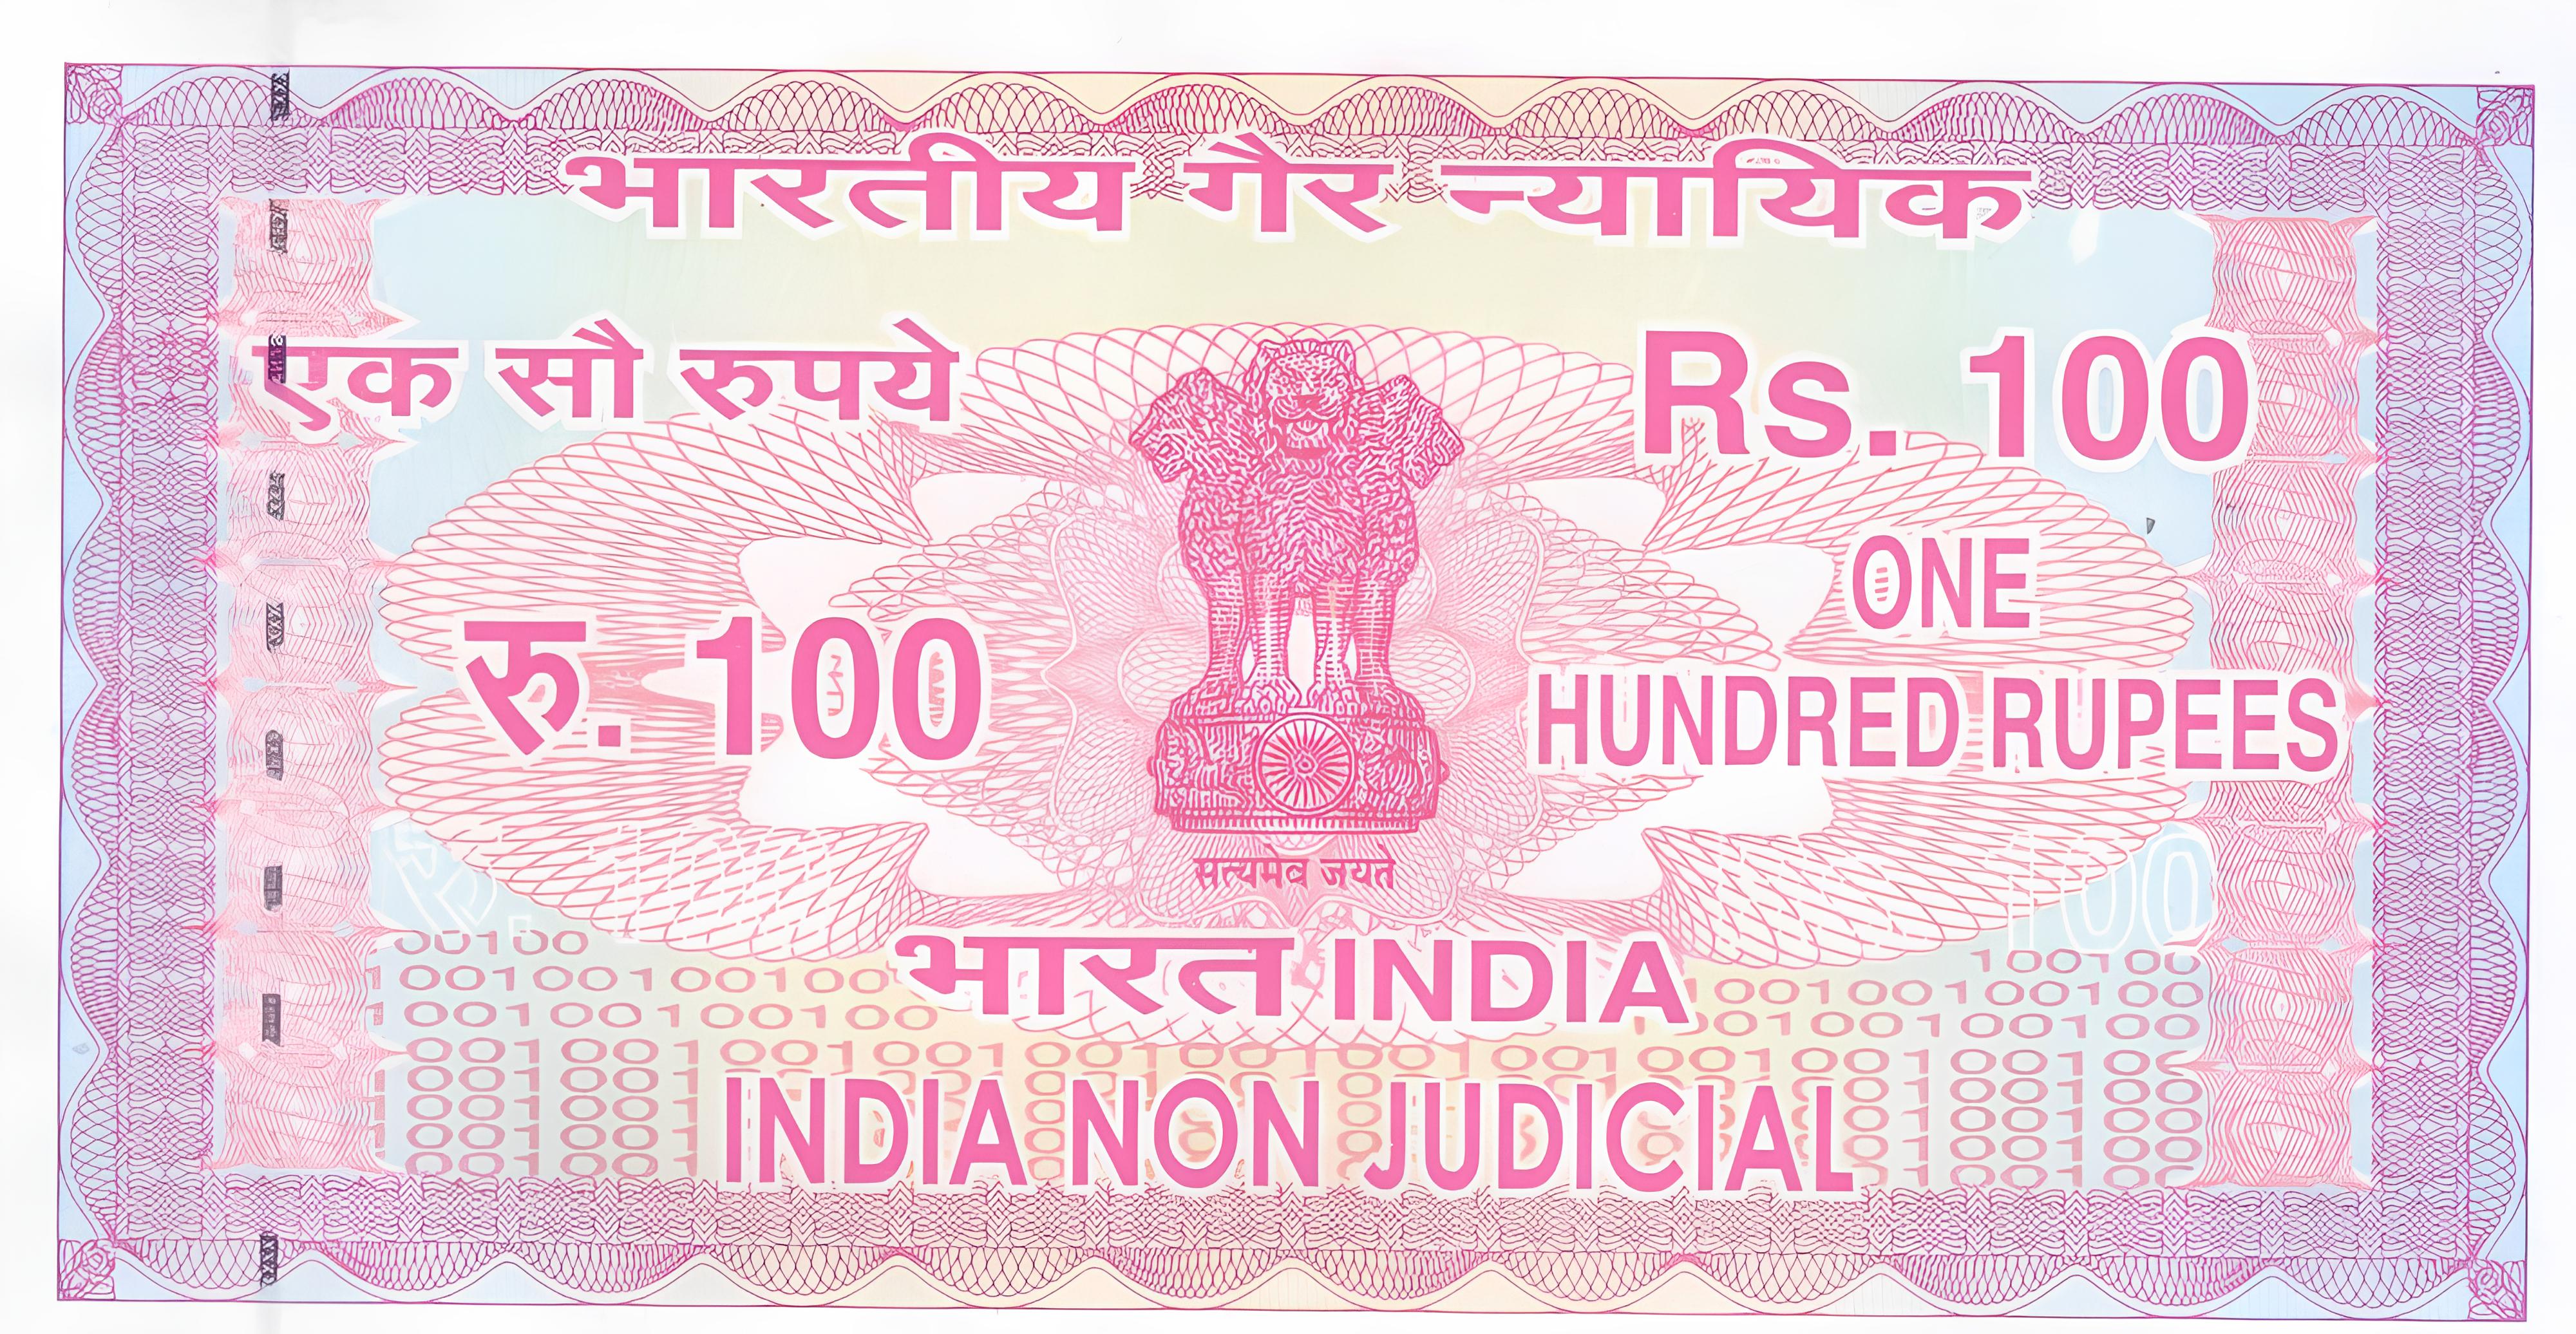 भारतीय गैर न्यायिक
एक सौ रुपये
Rs. 100
रु. 100
ONE
HUNDRED RUPEES
सत्यमेव जयते
भारत INDIA
INDIA NON JUDICIAL